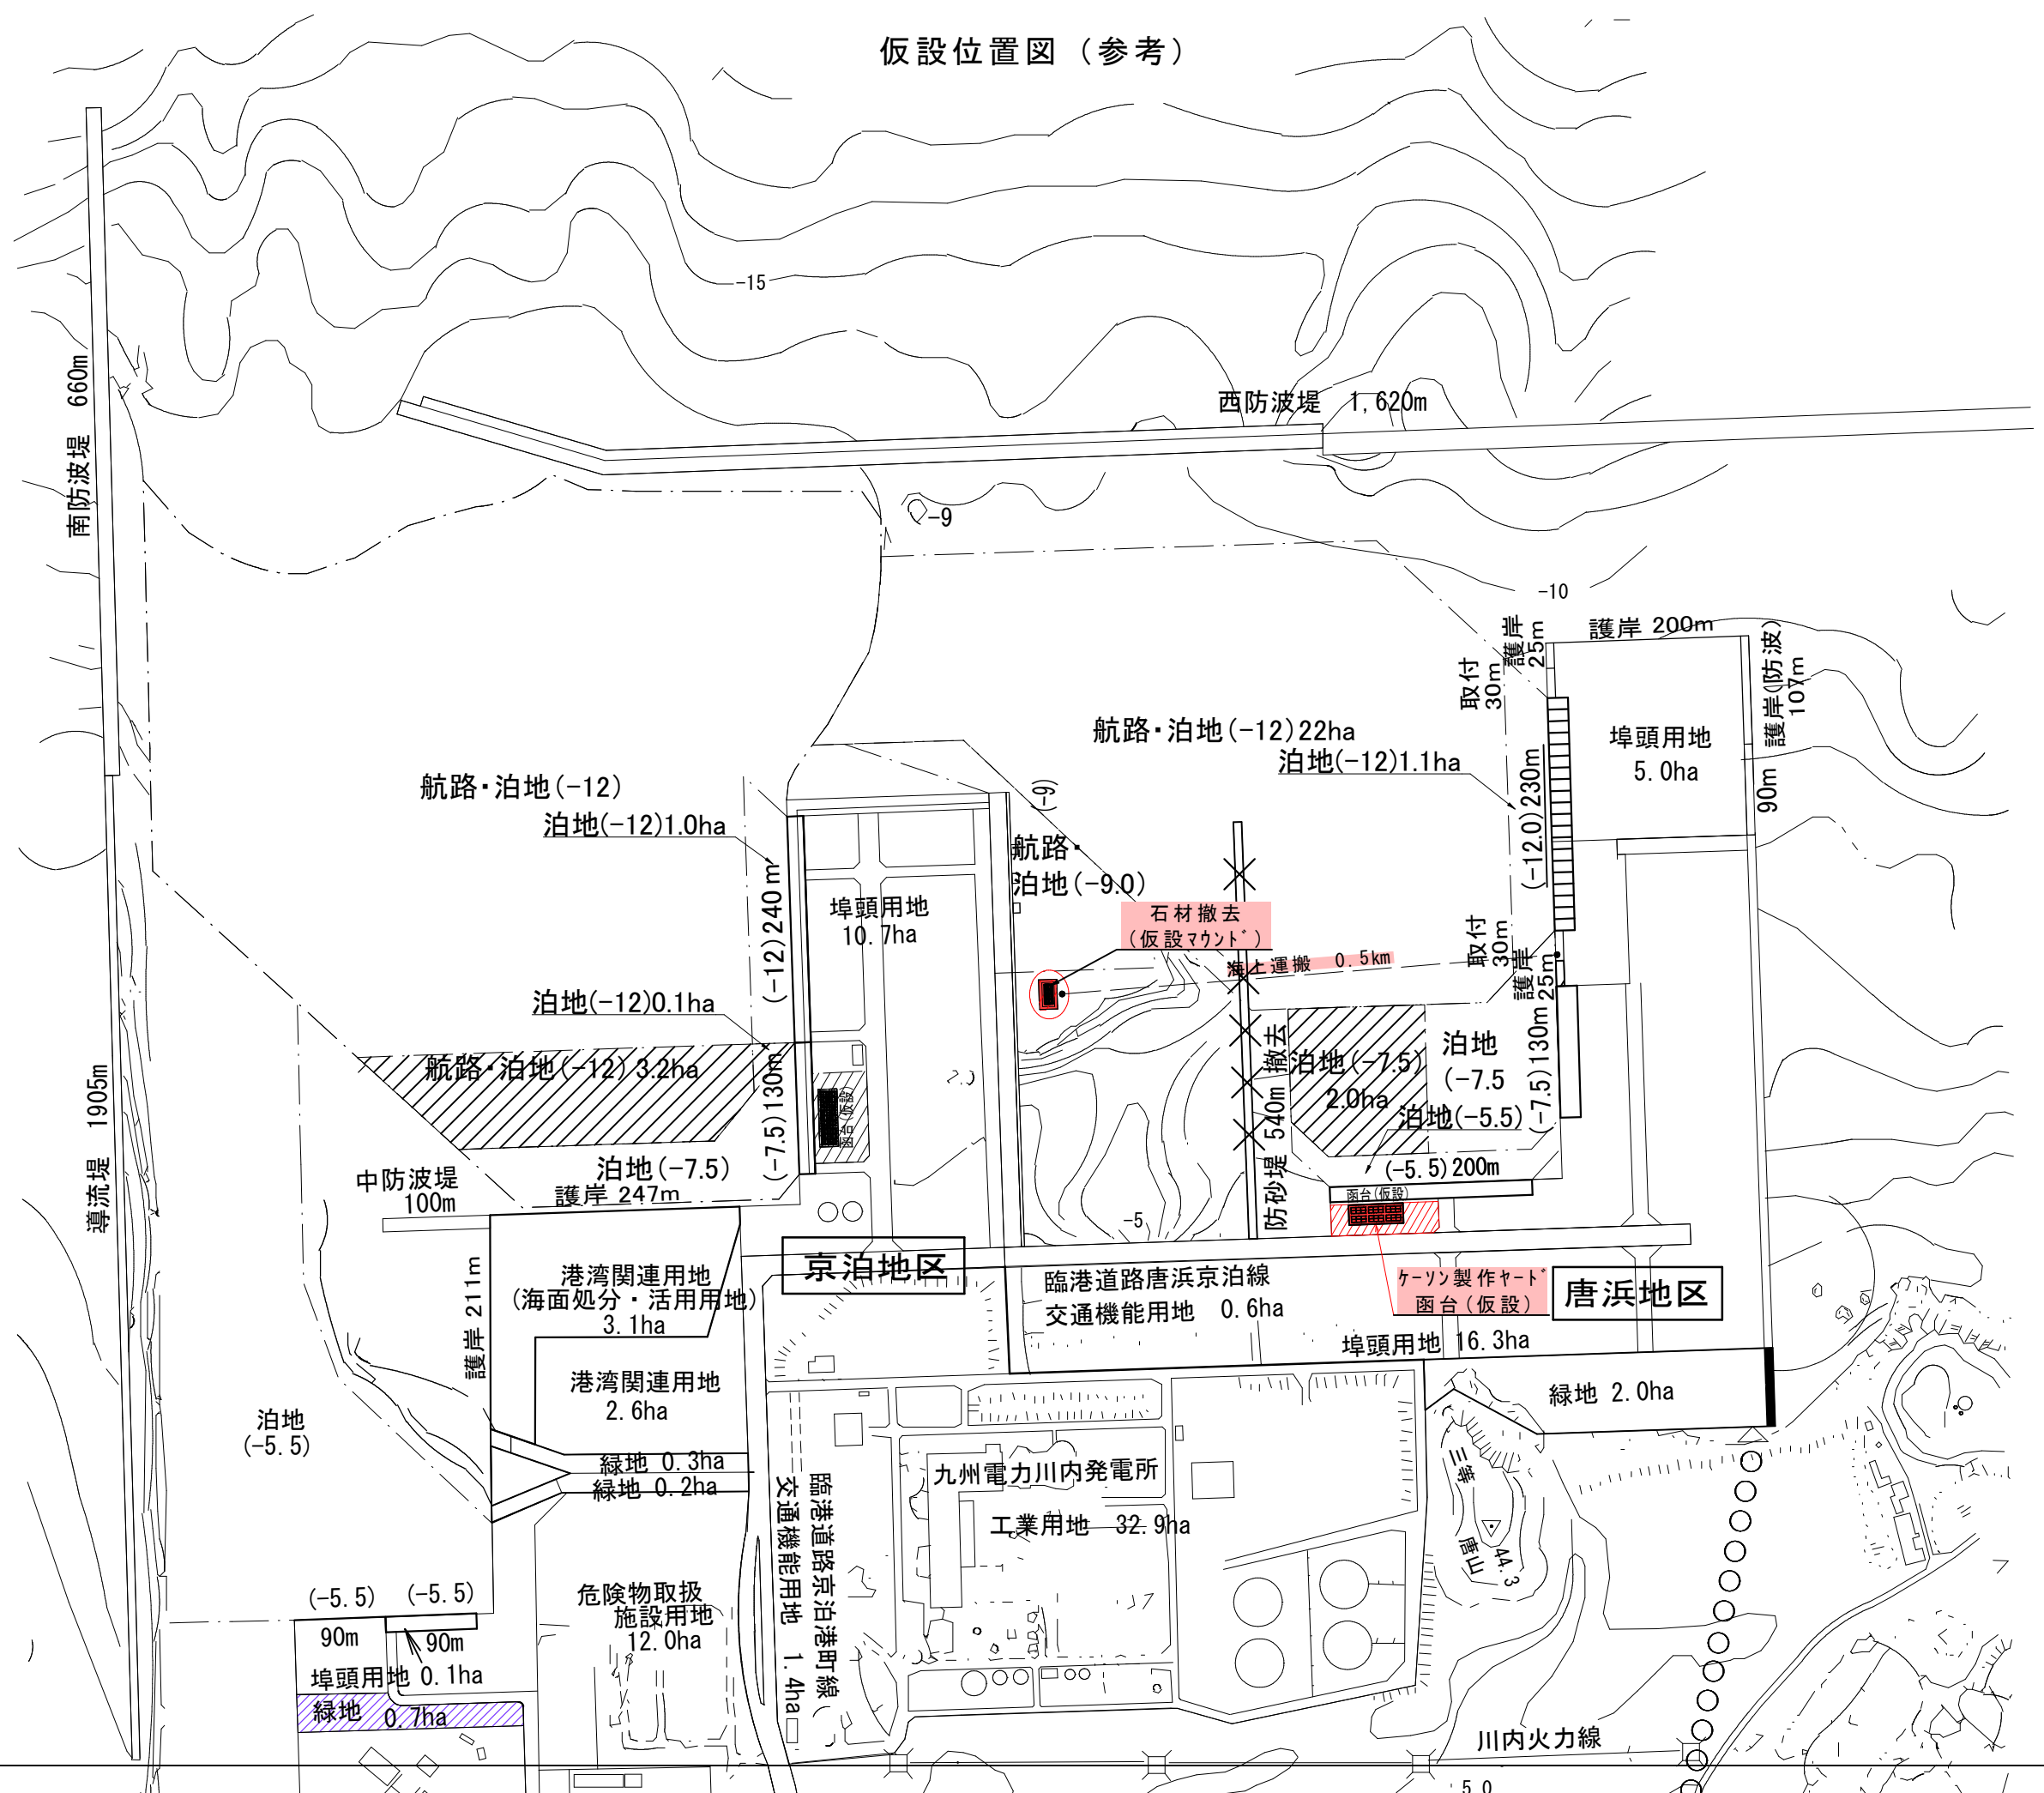 仮設位置図（参考）
-15
南防波堤　660m
西防波堤　1,620m
-9
-10
護岸 25m
護岸 200m
取付 30m
護岸(防波) 107m
90m
航路・泊地(-12)22ha
泊地(-12)1.1ha
埠頭用地
5.0ha
(-12.0)230m
航路・泊地(-12)
泊地(-12)1.0ha
(-9)
航路・
泊地(-9.0)
(-12)240m
埠頭用地
10.7ha
石材撤去
(仮設ﾏｳﾝﾄﾞ)
海上運搬　0.5km
取付 30m
護岸 25m
泊地(-12)0.1ha
航路・泊地(-12)3.2ha
(-7.5)130m
函台(仮設)
泊地(-7.5)
2.0ha
泊地
(-7.5
泊地(-5.5)
(-7.5)130m
防砂堤 540m 撤去
(-5.5)200m
函台(仮設)
導流堤　1905m
中防波堤
100m
泊地(-7.5)
護岸 247m
-5
護岸 211m
京泊地区
港湾関連用地
(海面処分・活用用地)
3.1ha
臨港道路唐浜京泊線
交通機能用地　0.6ha
ｹｰｿﾝ製作ﾔｰﾄﾞ
函台(仮設)
唐浜地区
埠頭用地 16.3ha
港湾関連用地
2.6ha
緑地 2.0ha
泊地
(-5.5)
緑地 0.3ha
緑地 0.2ha
九州電力川内発電所
工業用地　32.9ha
三等
唐山
44.3
臨港道路京泊港町線
交通機能用地　1.4ha
(-5.5)
(-5.5)
90m
90m
危険物取扱
施設用地
12.0ha
埠頭用地 0.1ha
緑地　0.7ha
川内火力線
5.0